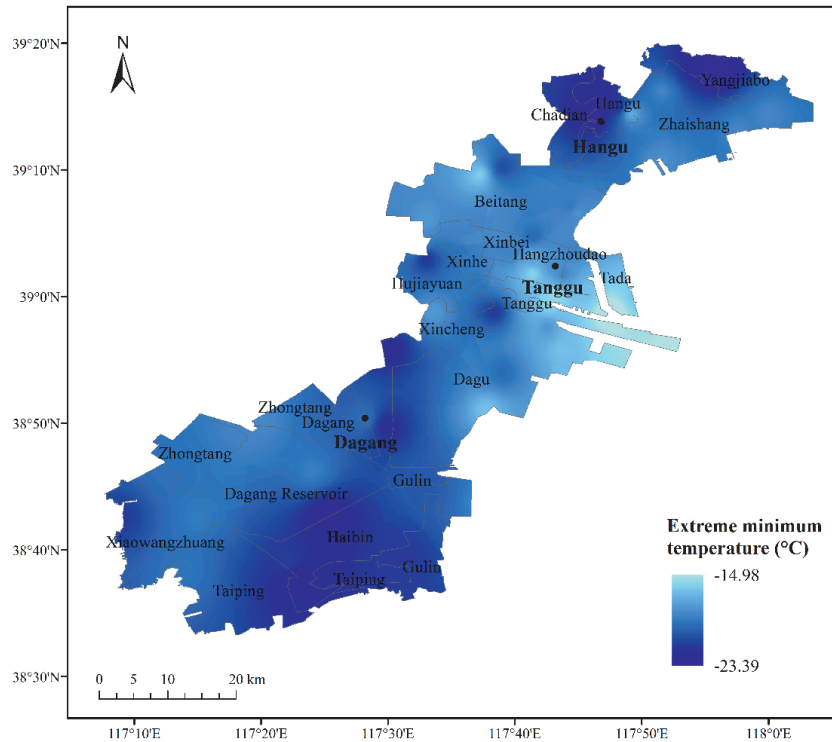 39°20'N
N
Yangjiabo
Hangu
Chadian
Zhaishang
Hangu
39°10'N
Beitang
Xinbei
Hangzhoudao
Xinhe
Tada
Hujiayuan
Tanggu
39°0'N
Tanggu
Xincheng
Dagu
38°50'N
Zhongtang
Dagang
Dagang
Zhongtang
Gulin
Dagang Reservoir
Extreme minimum
temperature (°C)
Haibin
38°40'N
Xiaowangzhuang
Gulin
-14.98
Taiping
Taiping
-23.39
38°30'N
0 5 10 20 km
117°10'E 117°20'E 117°30'E 117°40'E 117°50'E 118°0'E